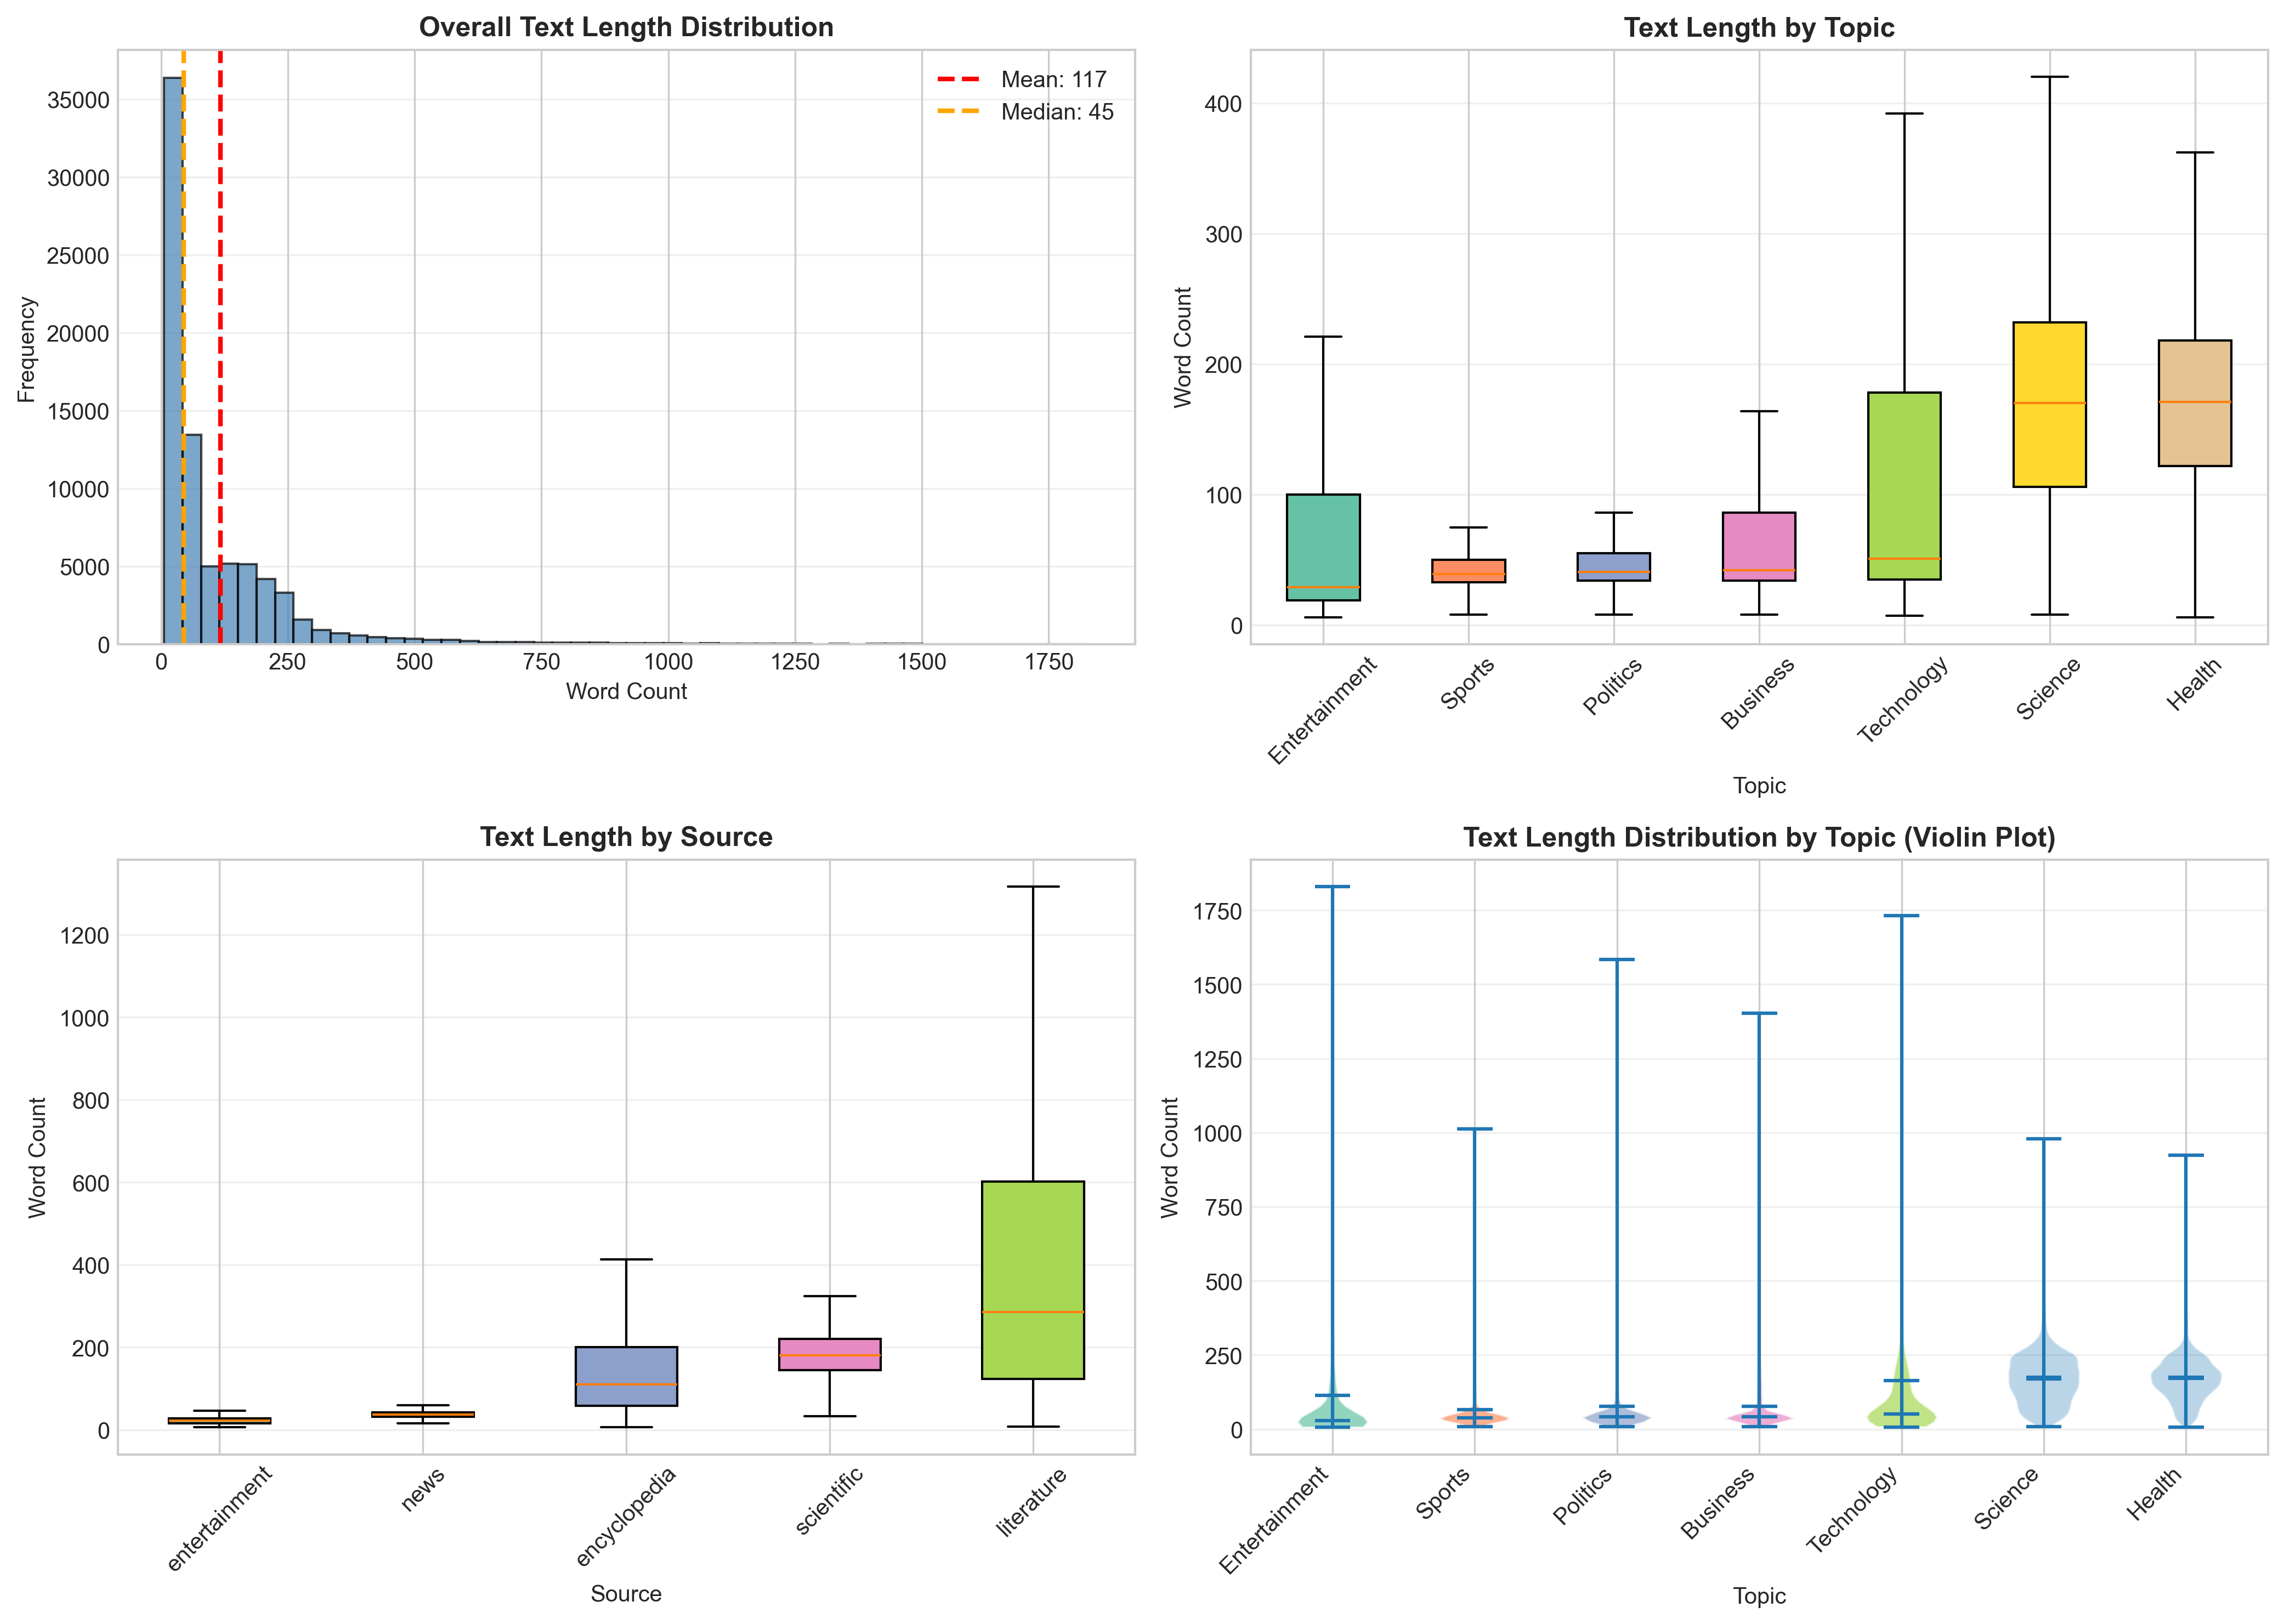 Overall Text Length Distribution
Mean: 117
Median: 45
35000
30000
25000
20000
15000
10000
5000
0
Frequency
0 250 500 750 1000 1250 1500 1750
Word Count
Text Length by Topic
400
300
200
100
0
Word Count
Entertainment Sports Politics Business Technology Science Health
Topic
Text Length by Source
1200
1000
800
600
400
200
0
Word Count
entertainment news encyclopedia scientific literature
Source
Text Length Distribution by Topic (Violin Plot)
1750
1500
1250
1000
750
500
250
0
Word Count
Entertainment Sports Politics Business Technology Science Health
Topic